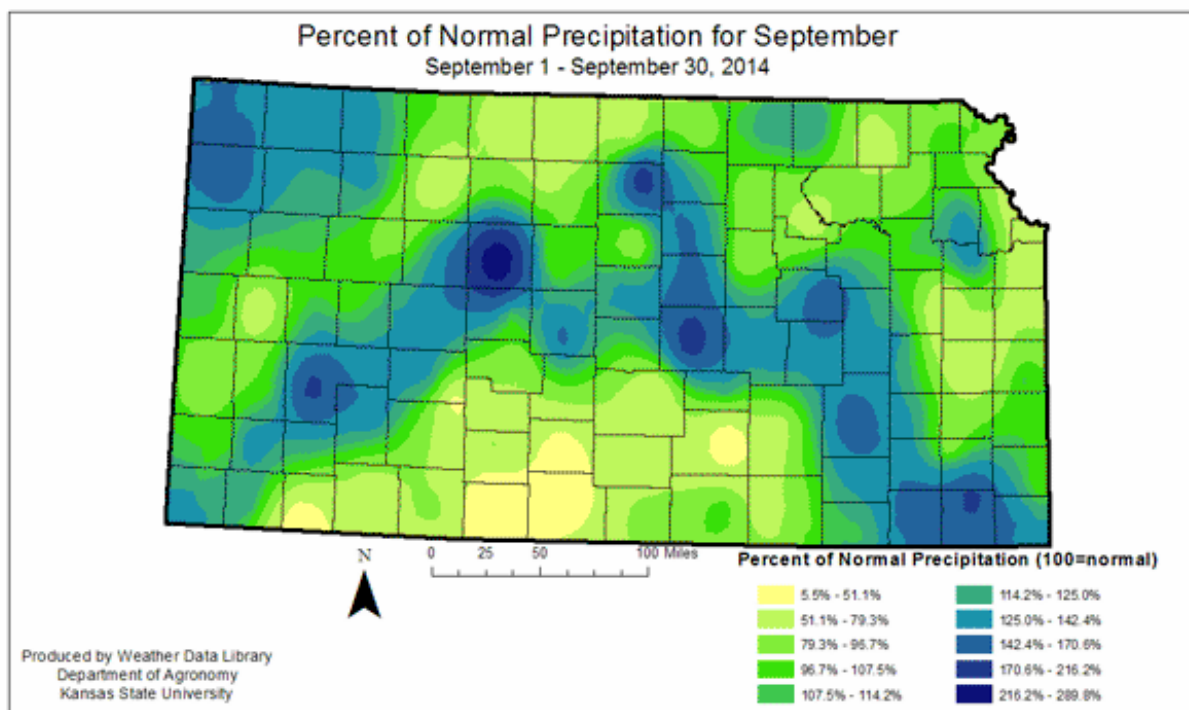 Percent of Normal Precipitation for September
September 1 - September 30, 2014
N
0 25 50 100 Miles
Percent of Normal Precipitation (100=normal)
5.5% - 51.1%
51.1% - 79.3%
79.3% - 96.7%
96.7% - 107.5%
107.5% - 114.2%
114.2% - 125.0%
125.0% - 142.4%
142.4% - 170.6%
170.6% - 216.2%
216.2% - 289.8%
Produced by Weather Data Library
Department of Agronomy
Kansas State University